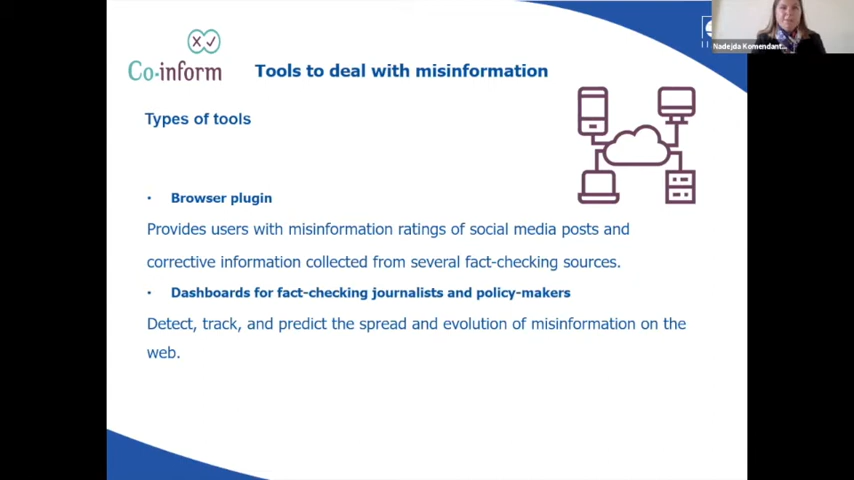 Co-inform
Tools to deal with misinformation
Nadejda Komendant...
Types of tools
• Browser plugin
Provides users with misinformation ratings of social media posts and
corrective information collected from several fact-checking sources.
• Dashboards for fact-checking journalists and policy-makers
Detect, track, and predict the spread and evolution of misinformation on the
web.